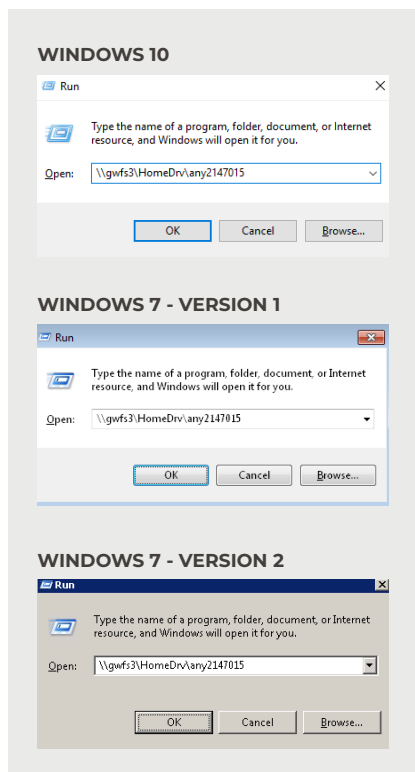 WINDOWS 10
Run
Type the name of a program, folder, document, or Internet
resource, and Windows will open it for you.
Open: \\gwfs3\HomeDrv\any2147015
OK Cancel Browse...
WINDOWS 7 - VERSION 1
Run
Type the name of a program, folder, document, or Internet
resource, and Windows will open it for you.
Open: \\gwfs3\HomeDrv\any2147015
OK Cancel Browse...
WINDOWS 7 - VERSION 2
Run
Type the name of a program, folder, document, or Internet
resource, and Windows will open it for you.
Open: \\gwfs3\HomeDrv\any2147015
OK Cancel Browse...